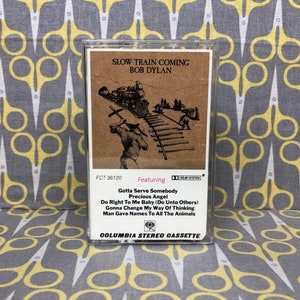 SLOW TRAIN COMING
BOB DYLAN
FCT 36120
Featuring
DOLBY SYSTEM
Gotta Serve Somebody
Precious Angel
Do Right To Me Baby (Do Unto Others)
Gonna Change My Way Of Thinking
Man Gave Names To All The Animals
COLUMBIA STEREO CASSETTE